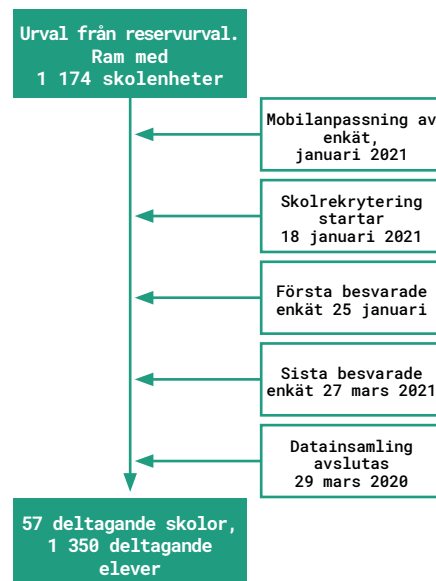 Urval från reservurval.
Ram med
1 174 skolenheter
Mobilanpassning av
enkät,
januari 2021
Skolrekrytering
startar
18 januari 2021
Första besvarade
enkät 25 januari
Sista besvarade
enkät 27 mars 2021
Datainsamling
avslutas
29 mars 2020
57 deltagande skolor,
1 350 deltagande
elever